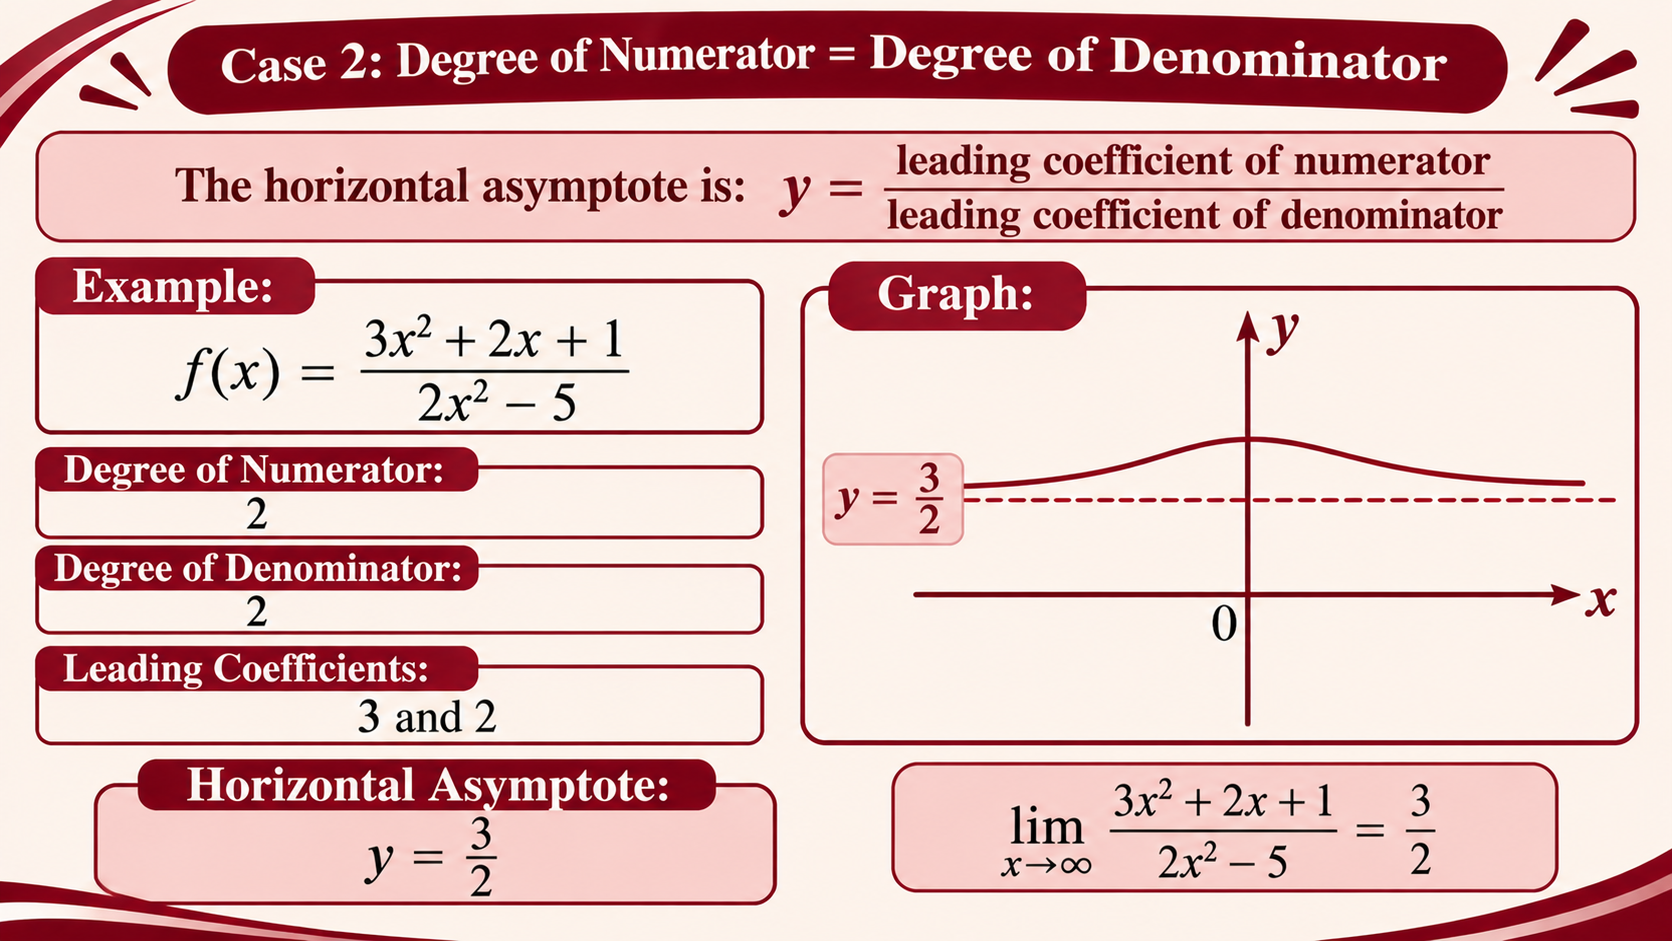 Case 2: Degree of Numerator = Degree of Denominator
The horizontal asymptote is: y = leading coefficient of numerator / leading coefficient of denominator
Example:
f(x) = (3x² + 2x + 1) / (2x² − 5)
Degree of Numerator:
2
Degree of Denominator:
2
Leading Coefficients:
3 and 2
Horizontal Asymptote:
y = 3/2
Graph:
y
y = 3/2
x
0
lim x→∞ (3x² + 2x + 1) / (2x² − 5) = 3/2